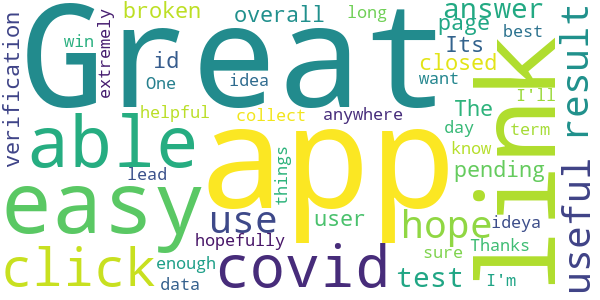 Great
app
Link
easy
able
covid
click
hope
use
result
useful
test
answer
user
pending
closed
broken
overall
verification
page
The
Its
id
extremely
win
One
idea
long
helpful
collect
anywhere
want
best
I'll
term
day
know
lead
things
hopefully
ideya
sure
Thanks
enough
data
I'm